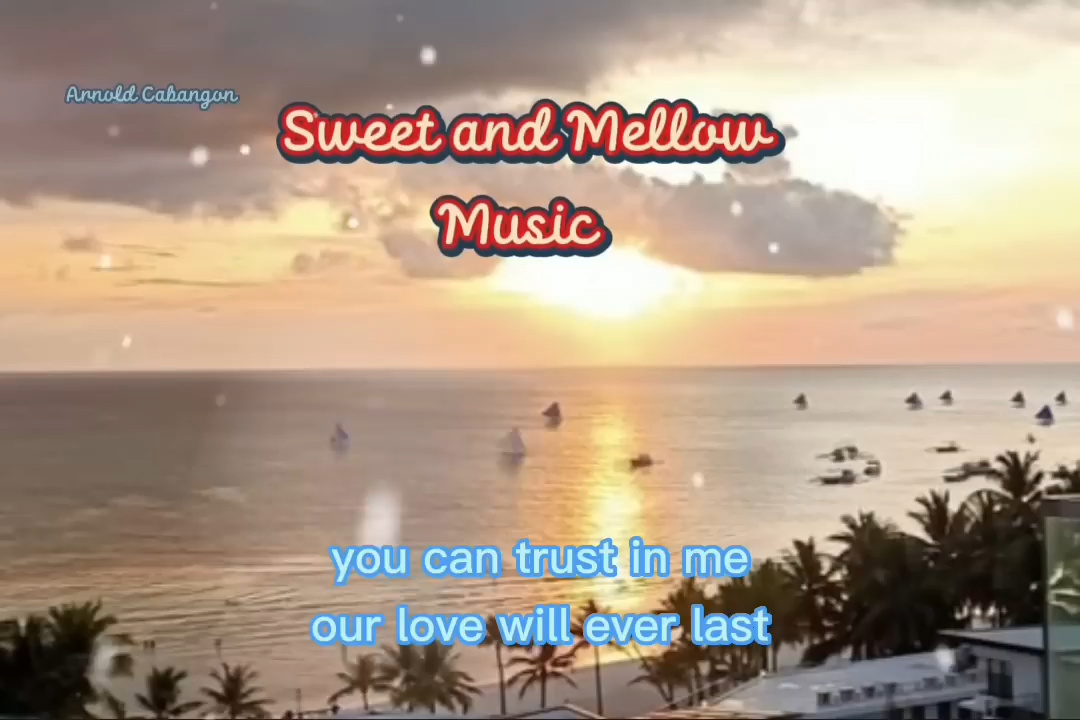 Arnold Cabangon
Sweet and Mellow
Music
you can trust in me
our love will ever last